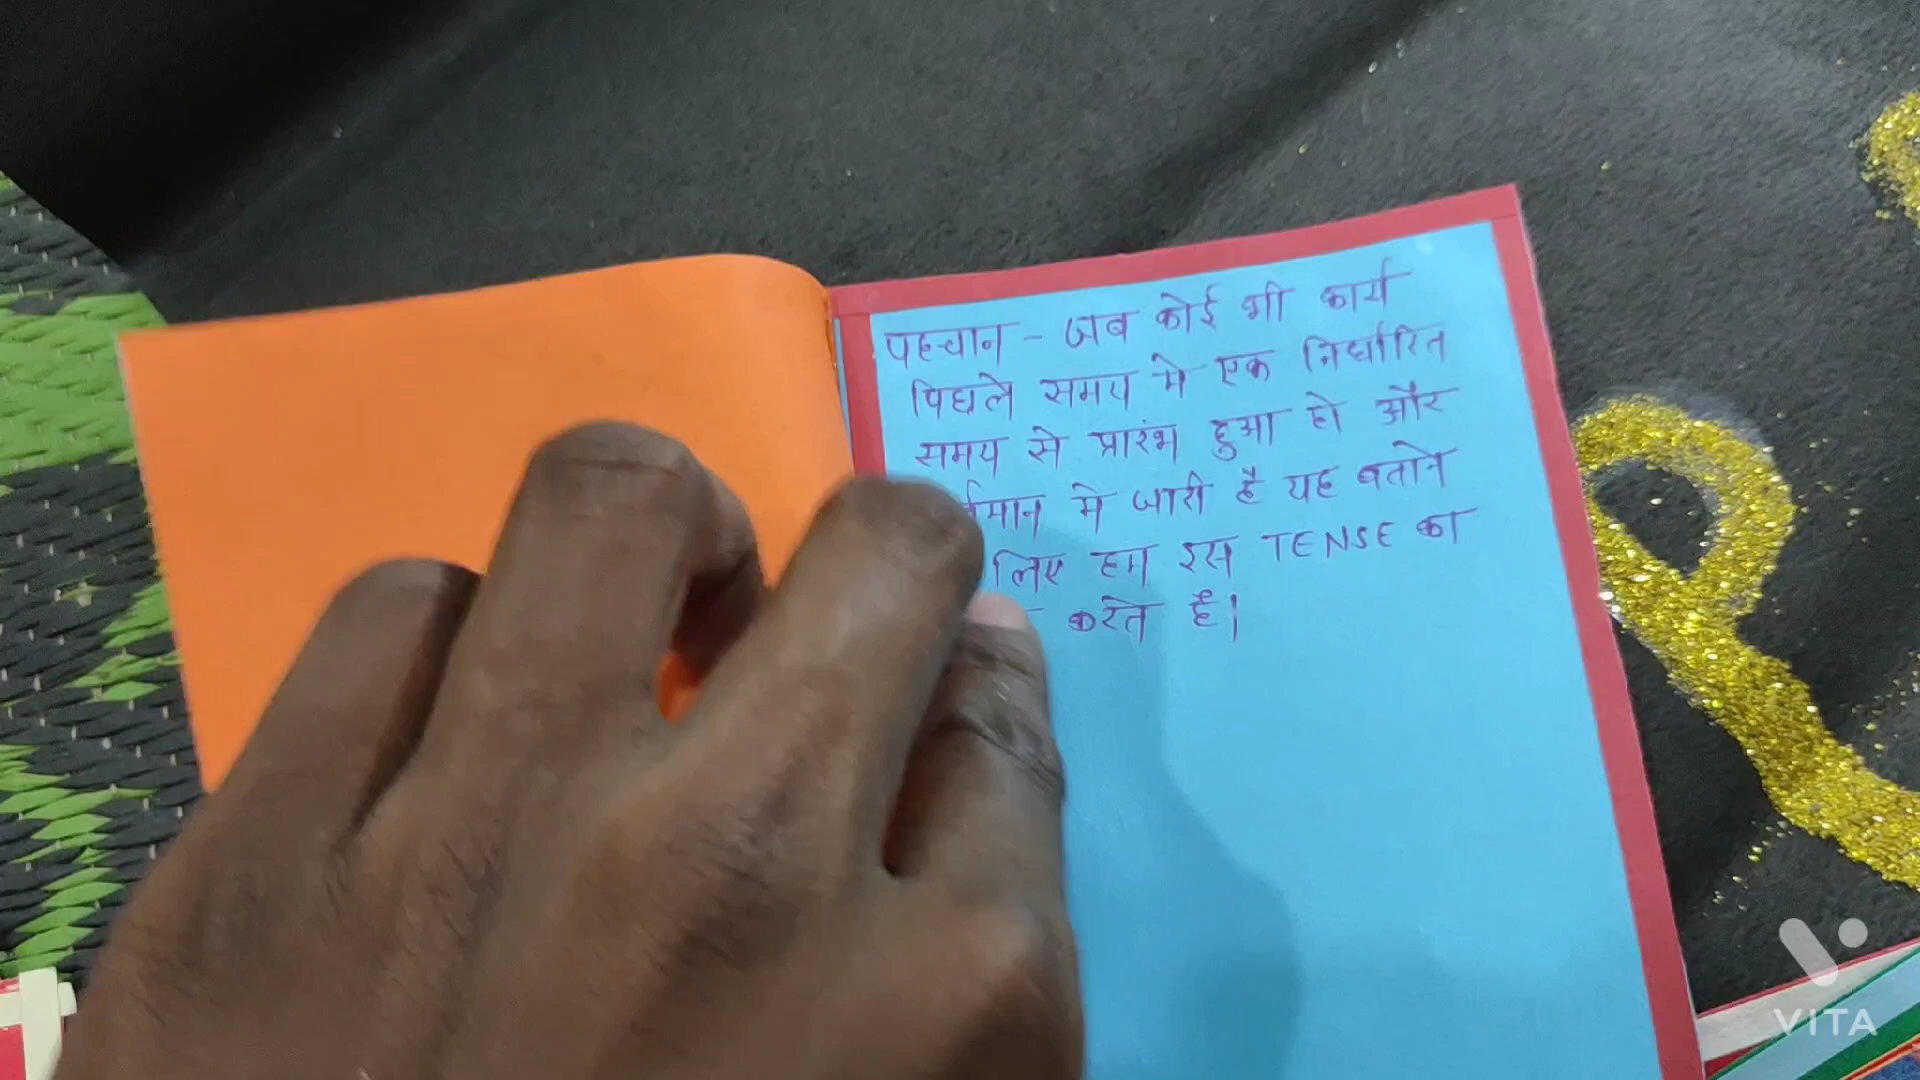 पहचान - जब कोई भी कार्य
पिछले समय मे एक निर्धारित
समय से प्रारंभ हुआ हो और
मे जारी है यह बताने
लिए हम इस TENSE का
करते है।
VITA